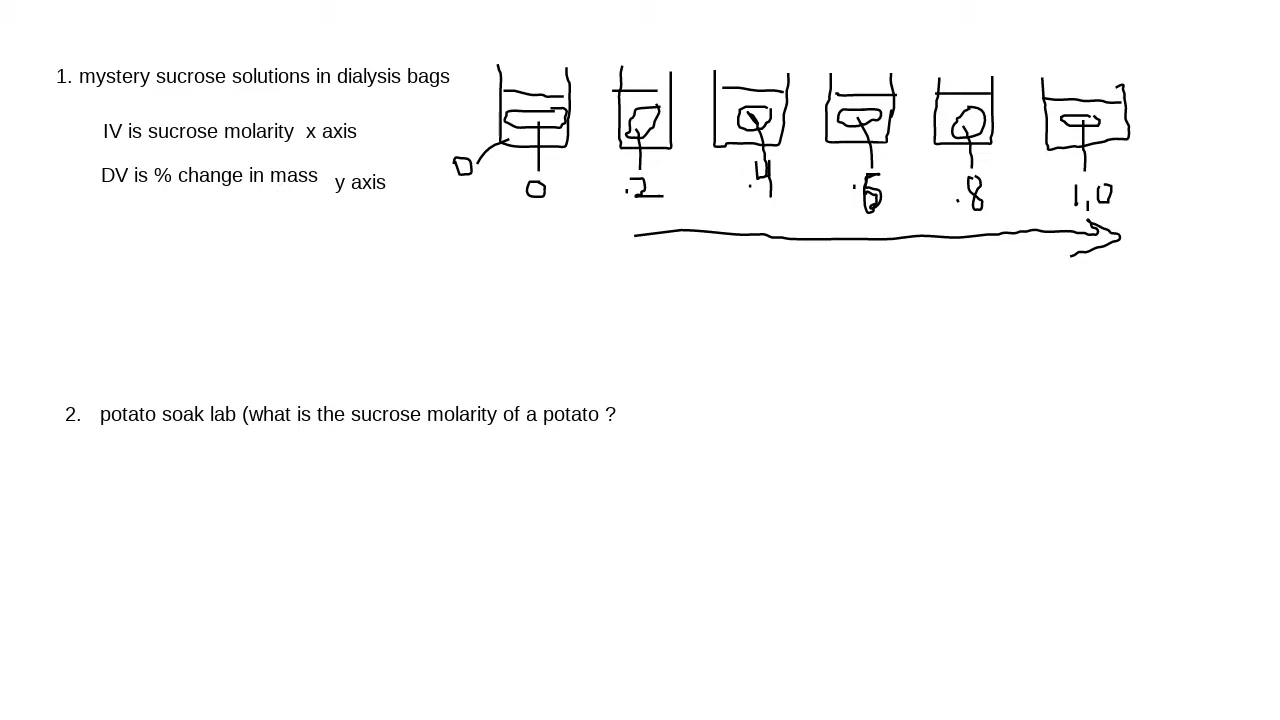 1. mystery sucrose solutions in dialysis bags
IV is sucrose molarity x axis
DV is % change in mass y axis
0
0 .2 .4 .6 .8 1.0
2. potato soak lab (what is the sucrose molarity of a potato ?